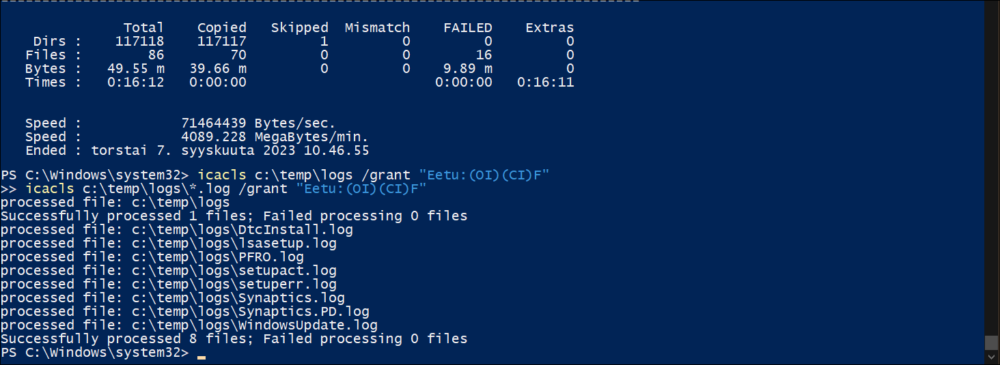 ------------------------------------------------------------------------------
Total Copied Skipped Mismatch FAILED Extras
Dirs : 117118 117117 1 0 0 0
Files : 86 70 0 0 16 0
Bytes : 49.55 m 39.66 m 0 0 9.89 m 0
Times : 0:16:12 0:00:00 0:00:00 0:16:11
Speed : 71464439 Bytes/sec.
Speed : 4089.228 MegaBytes/min.
Ended : torstai 7. syyskuuta 2023 10.46.55
PS C:\Windows\system32> icacls c:\temp\logs /grant "Eetu:(OI)(CI)F"
>> icacls c:\temp\logs\*.log /grant "Eetu:(OI)(CI)F"
processed file: c:\temp\logs
Successfully processed 1 files; Failed processing 0 files
processed file: c:\temp\logs\DtcInstall.log
processed file: c:\temp\logs\lsasetup.log
processed file: c:\temp\logs\PFRO.log
processed file: c:\temp\logs\setupact.log
processed file: c:\temp\logs\setuperr.log
processed file: c:\temp\logs\Synaptics.log
processed file: c:\temp\logs\Synaptics.PD.log
processed file: c:\temp\logs\WindowsUpdate.log
Successfully processed 8 files; Failed processing 0 files
PS C:\Windows\system32>